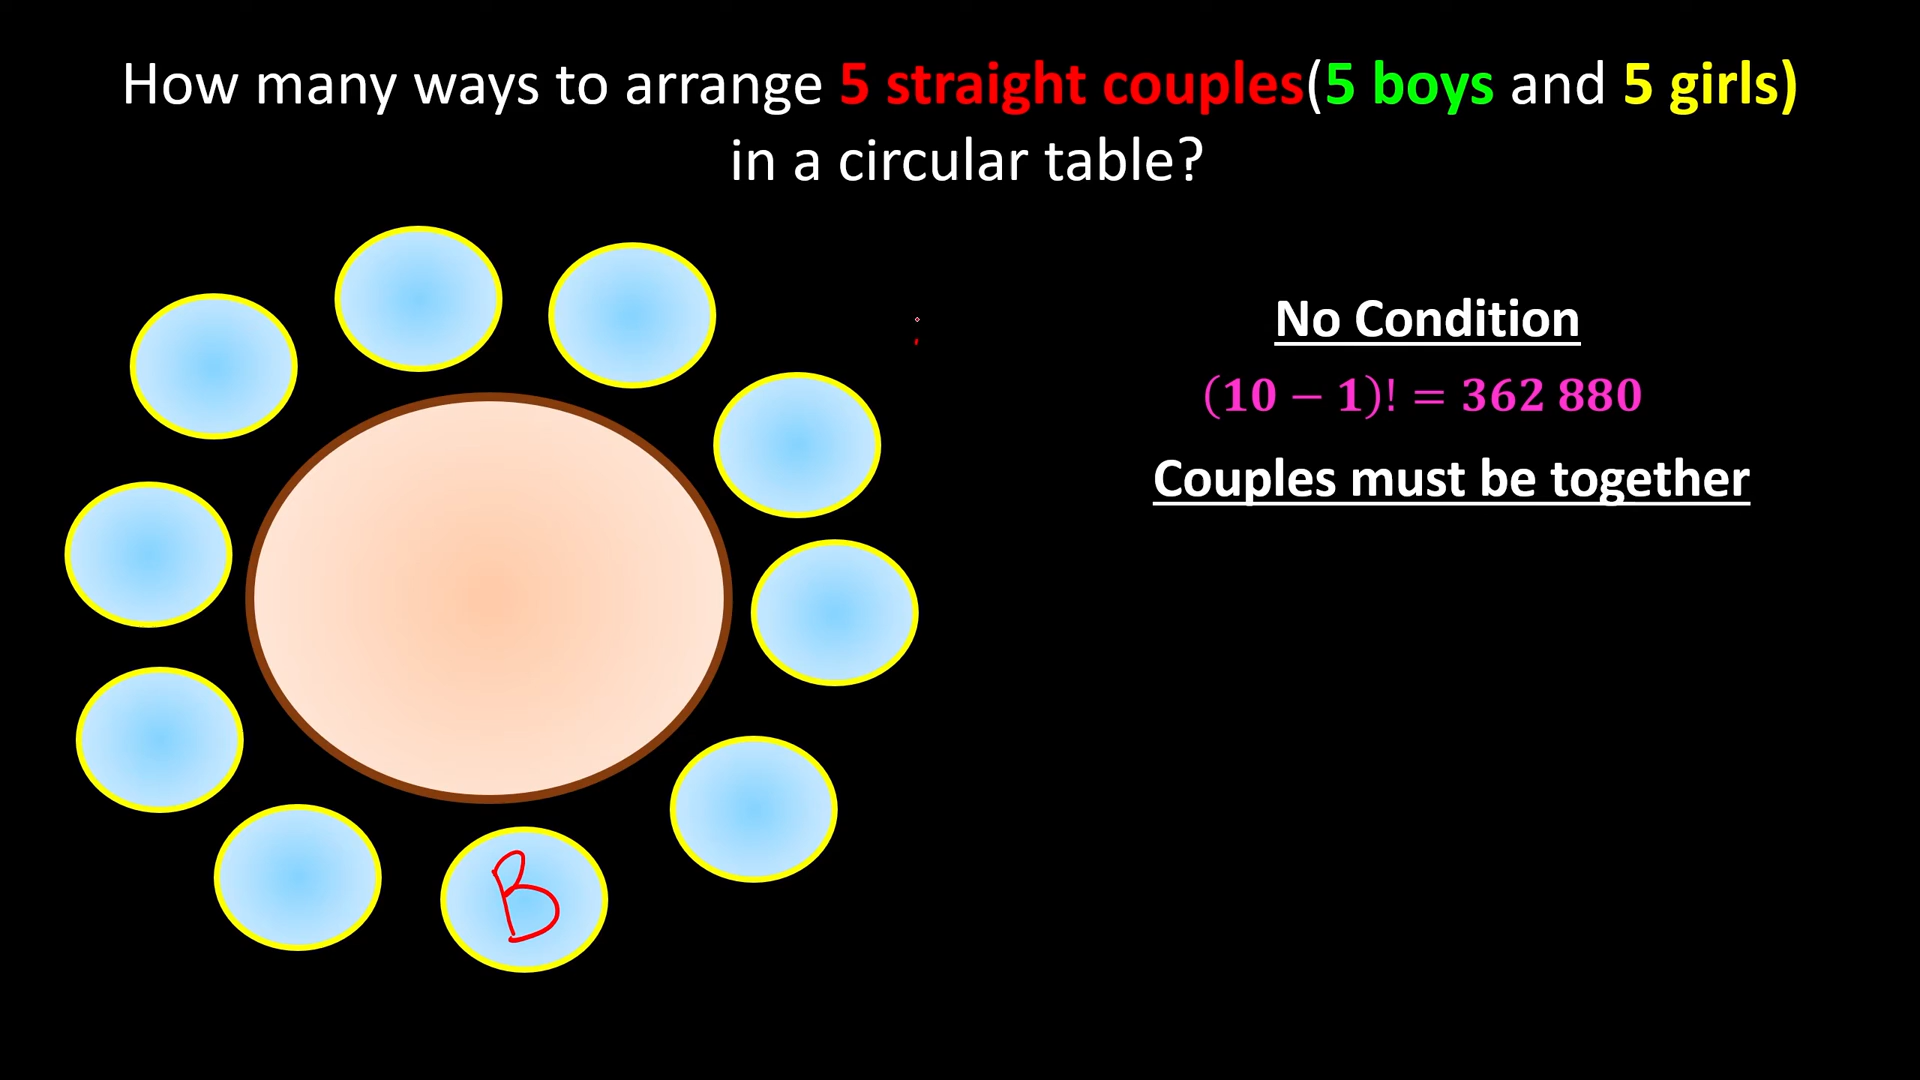 How many ways to arrange 5 straight couples(5 boys and 5 girls)
in a circular table?
No Condition
(10 − 1)! = 362 880
Couples must be together
B